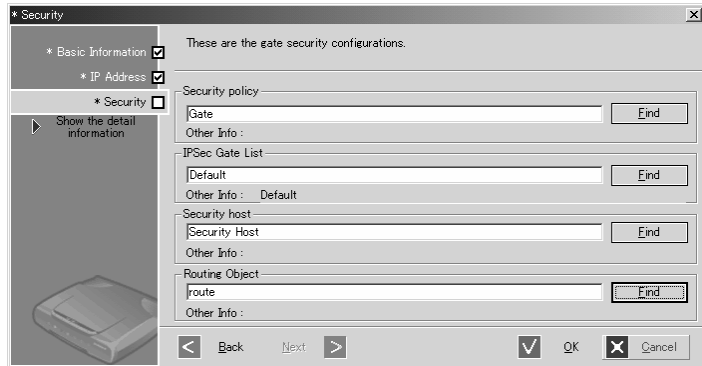 * Security
* Basic Information
* IP Address
* Security
Show the detail
information
These are the gate security configurations.
Security policy
Gate
Find
Other Info :
IPSec Gate List
Default
Find
Other Info : Default
Security host
Security Host
Find
Other Info :
Routing Object
route
Find
Other Info :
< Back Next > OK Cancel